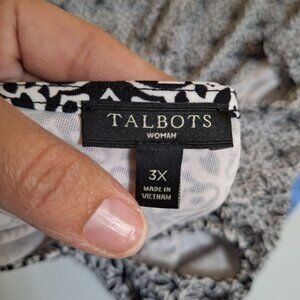 TALBOTS
WOMAN
3X
MADE IN
VIETNAM